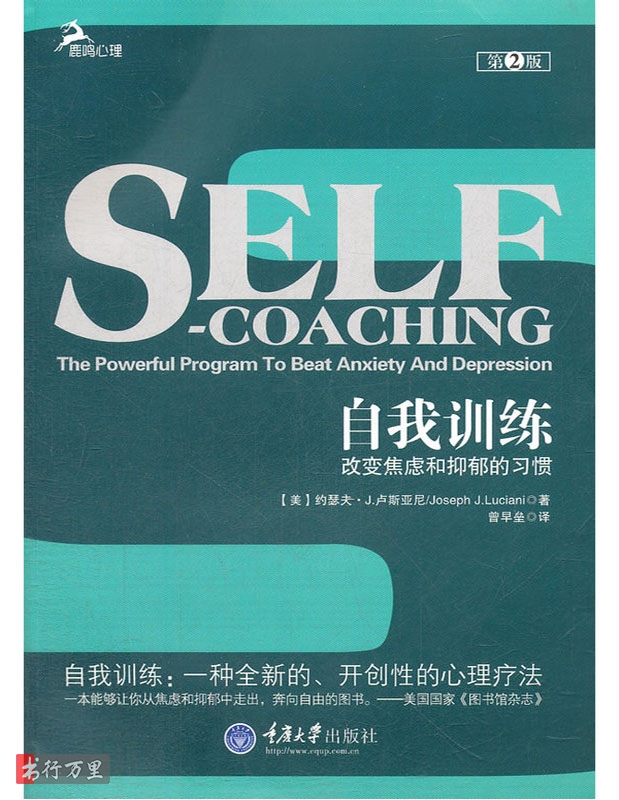 鹿鸣心理
第2版
SELF
-COACHING
The Powerful Program To Beat Anxiety And Depression
自我训练
改变焦虑和抑郁的习惯
【美】约瑟夫·J.卢斯亚尼/Joseph J.Luciani◎著
曾早垒◎译
自我训练：一种全新的、开创性的心理疗法
一本能够让你从焦虑和抑郁中走出，奔向自由的图书。——美国国家《图书馆杂志》
重庆大学出版社
http://www.cqup.com.cn
书行万里